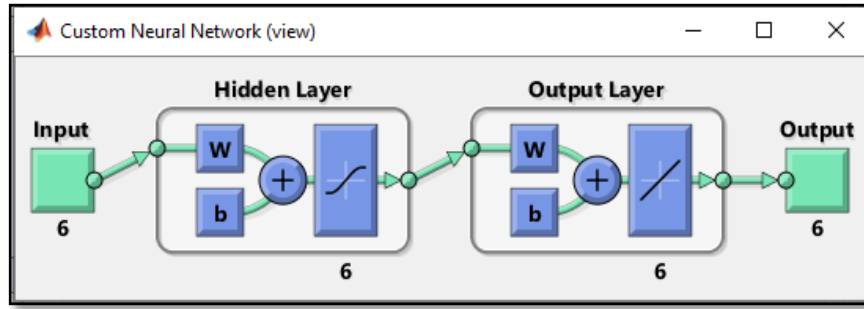 Custom Neural Network (view)
Hidden Layer
Output Layer
Input
Output
W
W
+
+
b
b
6
6
6
6